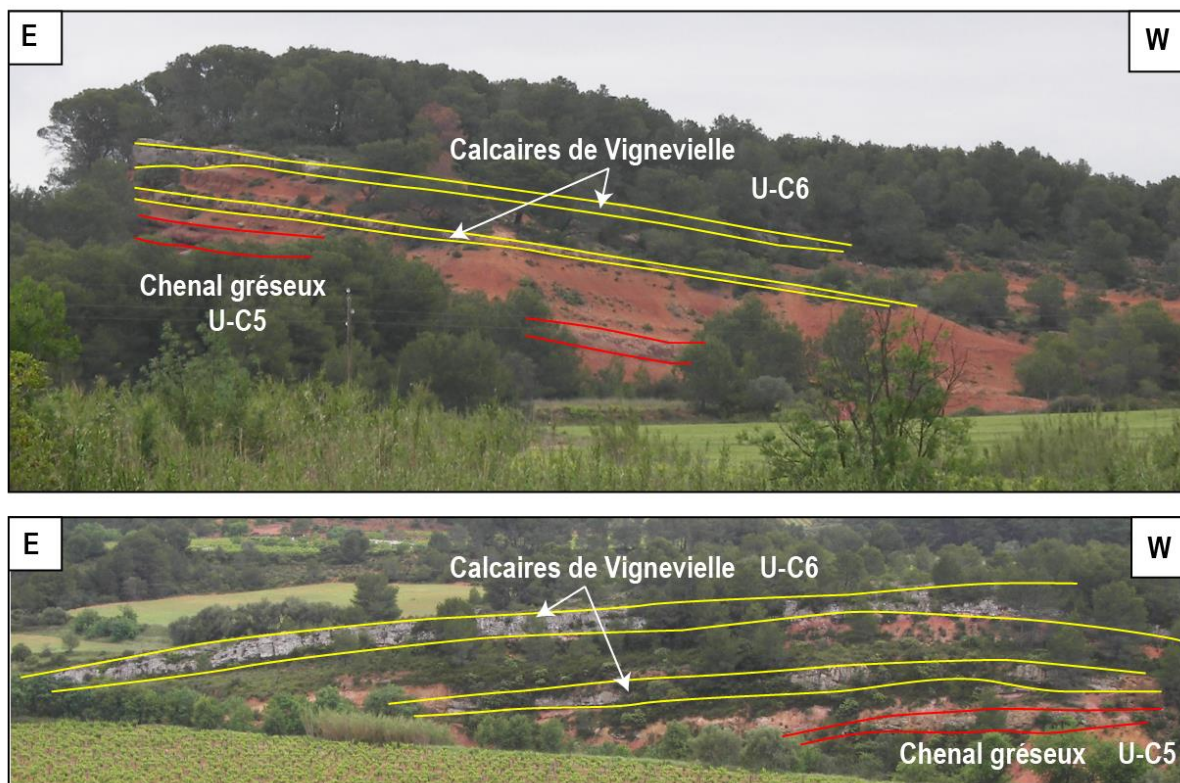 E
W
Calcaires de Vignevielle
U-C6
Chenal gréseux
U-C5
E
W
Calcaires de Vignevielle U-C6
Chenal gréseux U-C5